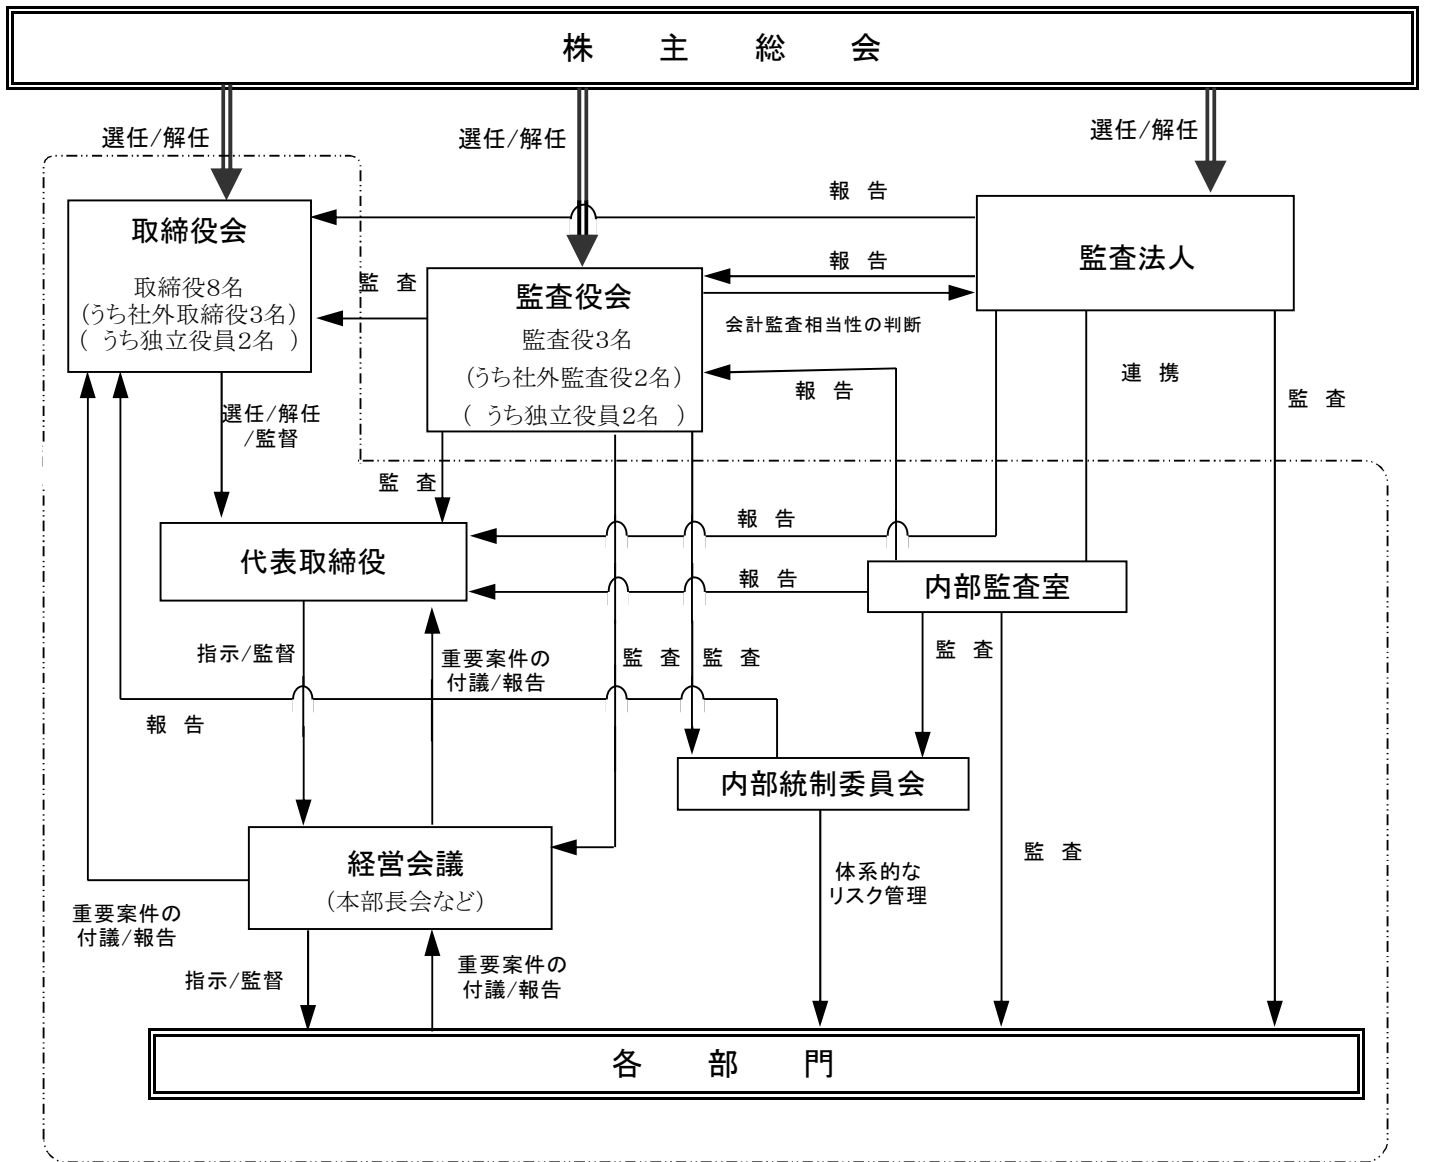 株 主 総 会
選任/解任
選任/解任
選任/解任
報 告
取締役会
取締役8名
(うち社外取締役3名)
( うち独立役員2名 )
監 査
監査役会
監査役3名
(うち社外監査役2名)
( うち独立役員2名 )
報 告
会計監査相当性の判断
監査法人
報 告
連 携
監 査
選任/解任
/監督
監 査
報 告
代表取締役
報 告
内部監査室
指示/監督
重要案件の
付議/報告
監 査
監 査
監 査
報 告
内部統制委員会
経営会議
(本部長会など)
体系的な
リスク管理
監 査
重要案件の
付議/報告
指示/監督
重要案件の
付議/報告
各 部 門